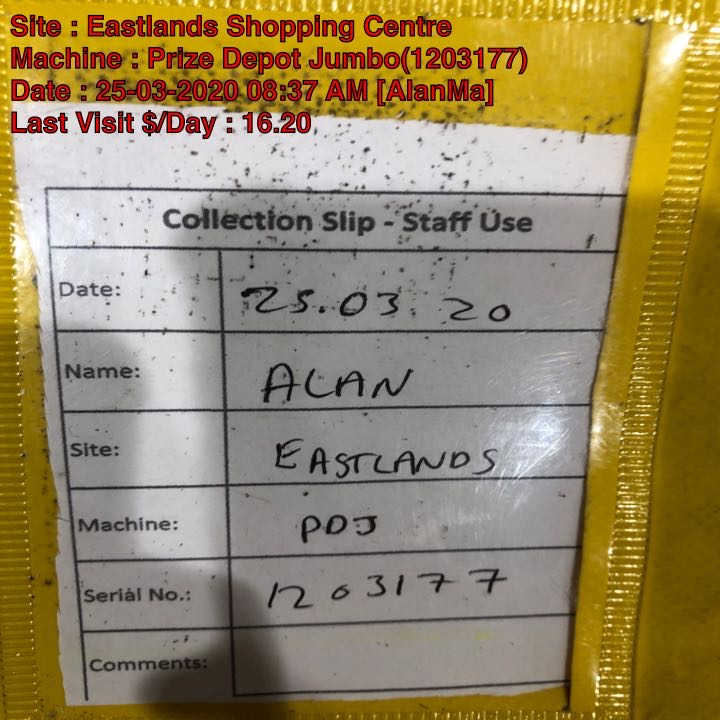 Site : Eastlands Shopping Centre
Machine : Prize Depot Jumbo(1203177)
Date : 25-03-2020 08:37 AM [AlanMa]
Last Visit $/Day : 16.20
Collection Slip - Staff Use
Date: 25.03.20
Name: ALAN
Site: EASTLANDS
Machine: PDJ
Serial No.: 1203177
Comments: